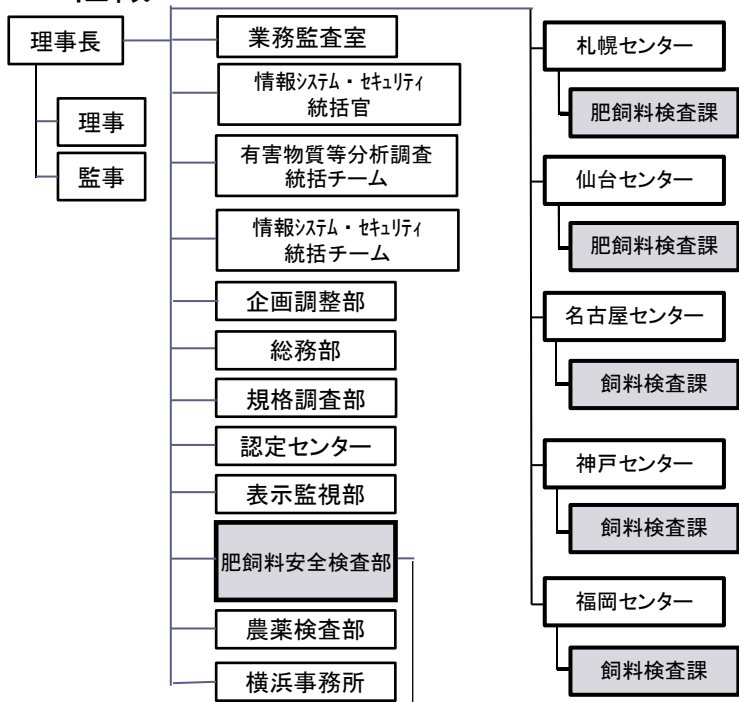 理事長
理事
監事
業務監査室
情報ｼｽﾃﾑ・ｾｷｭﾘﾃｨ
統括官
有害物質等分析調査
統括チーム
情報ｼｽﾃﾑ・ｾｷｭﾘﾃｨ
統括チーム
企画調整部
総務部
規格調査部
認定センター
表示監視部
肥飼料安全検査部
農薬検査部
横浜事務所
札幌センター
肥飼料検査課
仙台センター
肥飼料検査課
名古屋センター
飼料検査課
神戸センター
飼料検査課
福岡センター
飼料検査課